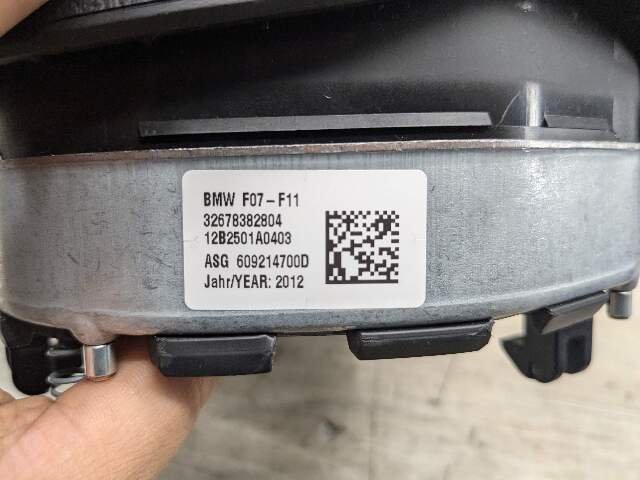 BMW F07-F11
32678382804
12B2501A0403
ASG 609214700D
Jahr/YEAR: 2012